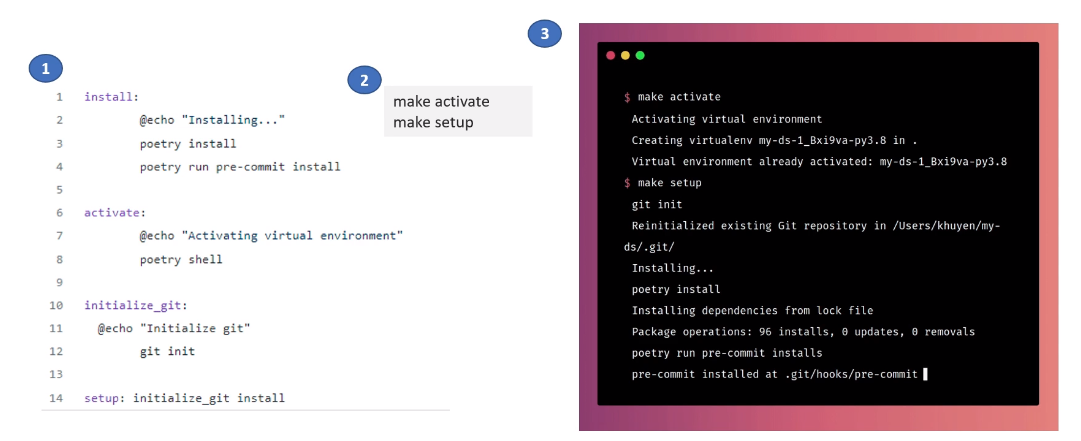 1
1 install:
2 @echo "Installing..."
3 poetry install
4 poetry run pre-commit install
5
6 activate:
7 @echo "Activating virtual environment"
8 poetry shell
9
10 initialize_git:
11 @echo "Initialize git"
12 git init
13
14 setup: initialize_git install
2
make activate
make setup
3
$ make activate
Activating virtual environment
Creating virtualenv my-ds-1_Bxi9va-py3.8 in .
Virtual environment already activated: my-ds-1_Bxi9va-py3.8
$ make setup
git init
Reinitialized existing Git repository in /Users/khuyen/my-
ds/.git/
Installing...
poetry install
Installing dependencies from lock file
Package operations: 96 installs, 0 updates, 0 removals
poetry run pre-commit installs
pre-commit installed at .git/hooks/pre-commit